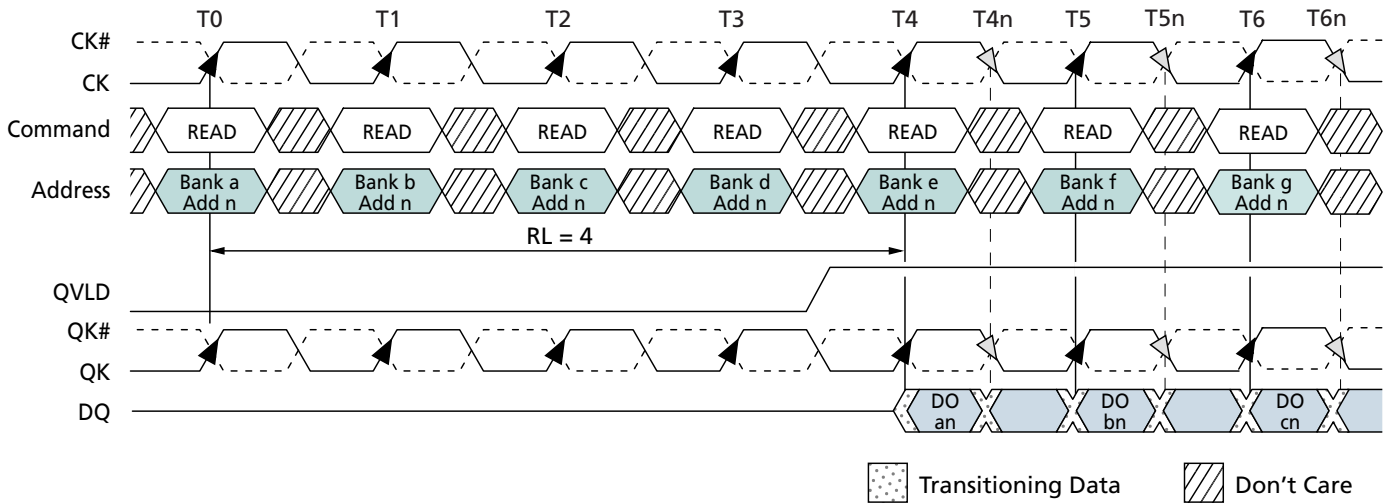 T0 T1 T2 T3 T4 T4n T5 T5n T6 T6n
CK#
CK
Command READ READ READ READ READ READ READ
Address Bank a Bank b Bank c Bank d Bank e Bank f Bank g
Add n Add n Add n Add n Add n Add n Add n
RL = 4
QVLD
QK#
QK
DQ DO DO DO
an bn cn
Transitioning Data Don't Care